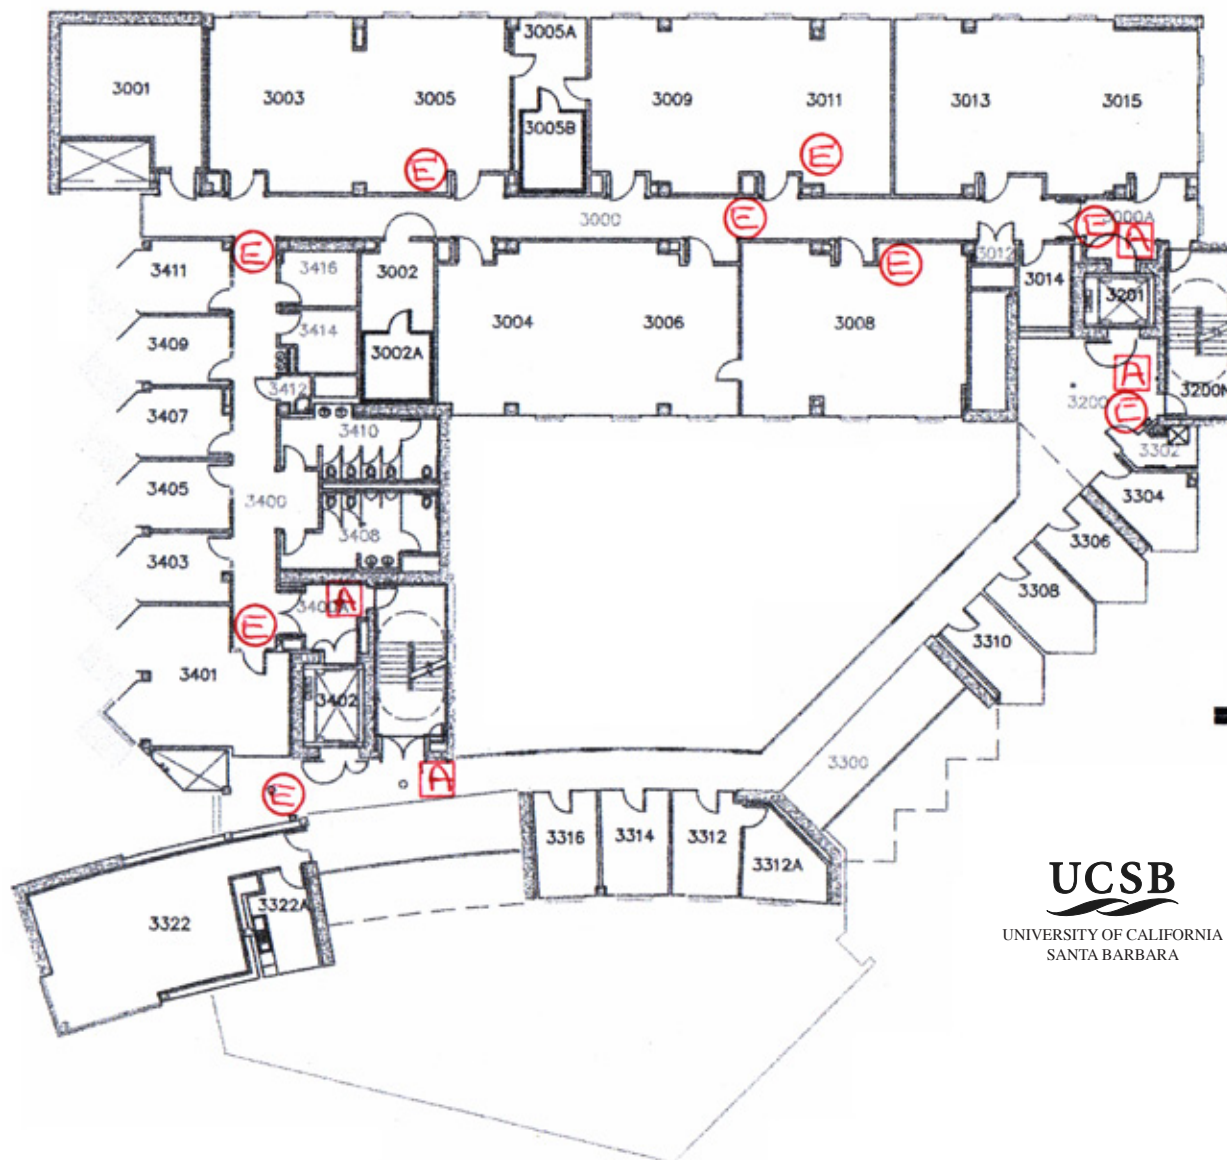 3005A
3001
3003
3005
3009
3011
3013
3015
3005B
E
E
3000
E
E
3000A
A
E
3411
3416
3002
3012
3014
E
3201
3414
3004
3006
3008
3409
3002A
A
3412
3200
3200N
E
3407
3410
3302
3405
3400
3304
3408
3306
3403
3308
3400A
A
E
3310
3401
3402
3300
A
E
3316
3314
3312
3312A
3322A
3322
UCSB
UNIVERSITY OF CALIFORNIA
SANTA BARBARA